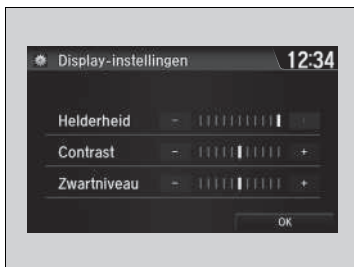 Display-instellingen 12:34
Helderheid -
Contrast - +
Zwartniveau - +
OK